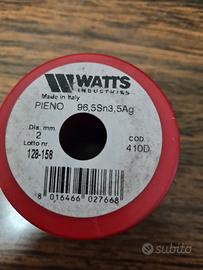 WATTS
INDUSTRIES
Made in Italy
PIENO 96,5Sn3,5Ag
Dia. mm.
2
COD.
410D
Lotto nr.
128-158
8 016466 027668
subito